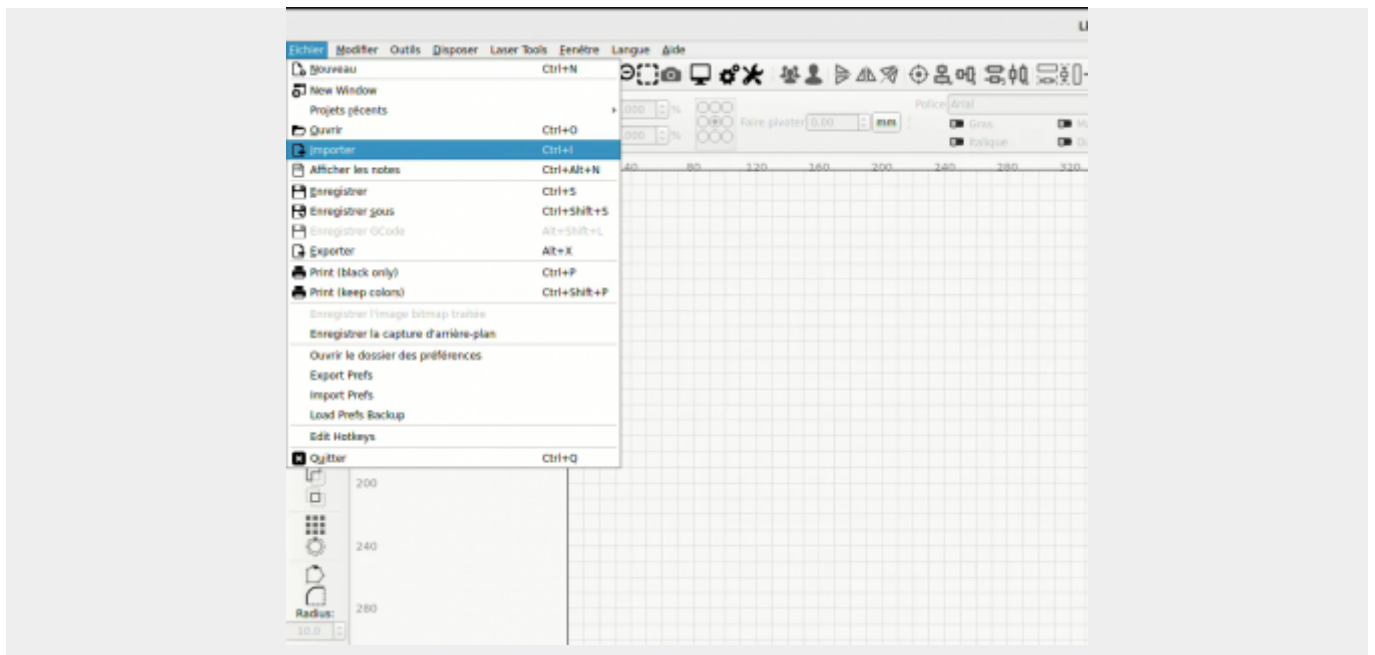 Fichier Modifier Outils Disposer Laser Tools Fenêtre Langue Aide
Nouveau Ctrl+N
New Window
Projets récents
Ouvrir Ctrl+O
Importer Ctrl+I
Afficher les notes Ctrl+Alt+N
Enregistrer Ctrl+S
Enregistrer sous Ctrl+Shift+S
Enregistrer GCode Alt+Shift+L
Exporter Alt+X
Print (black only) Ctrl+P
Print (keep colors) Ctrl+Shift+P
Enregistrer l'image bitmap traitée
Enregistrer la capture d'arrière-plan
Ouvrir le dossier des préférences
Export Prefs
Import Prefs
Load Prefs Backup
Edit Hotkeys
Quitter Ctrl+Q
.000 %
.000 %
Faire pivoter 0.00 mm
Police Arial
Gras
Italique
40 80 120 160 200 240 280 320
200
240
280
Radius:
10.0